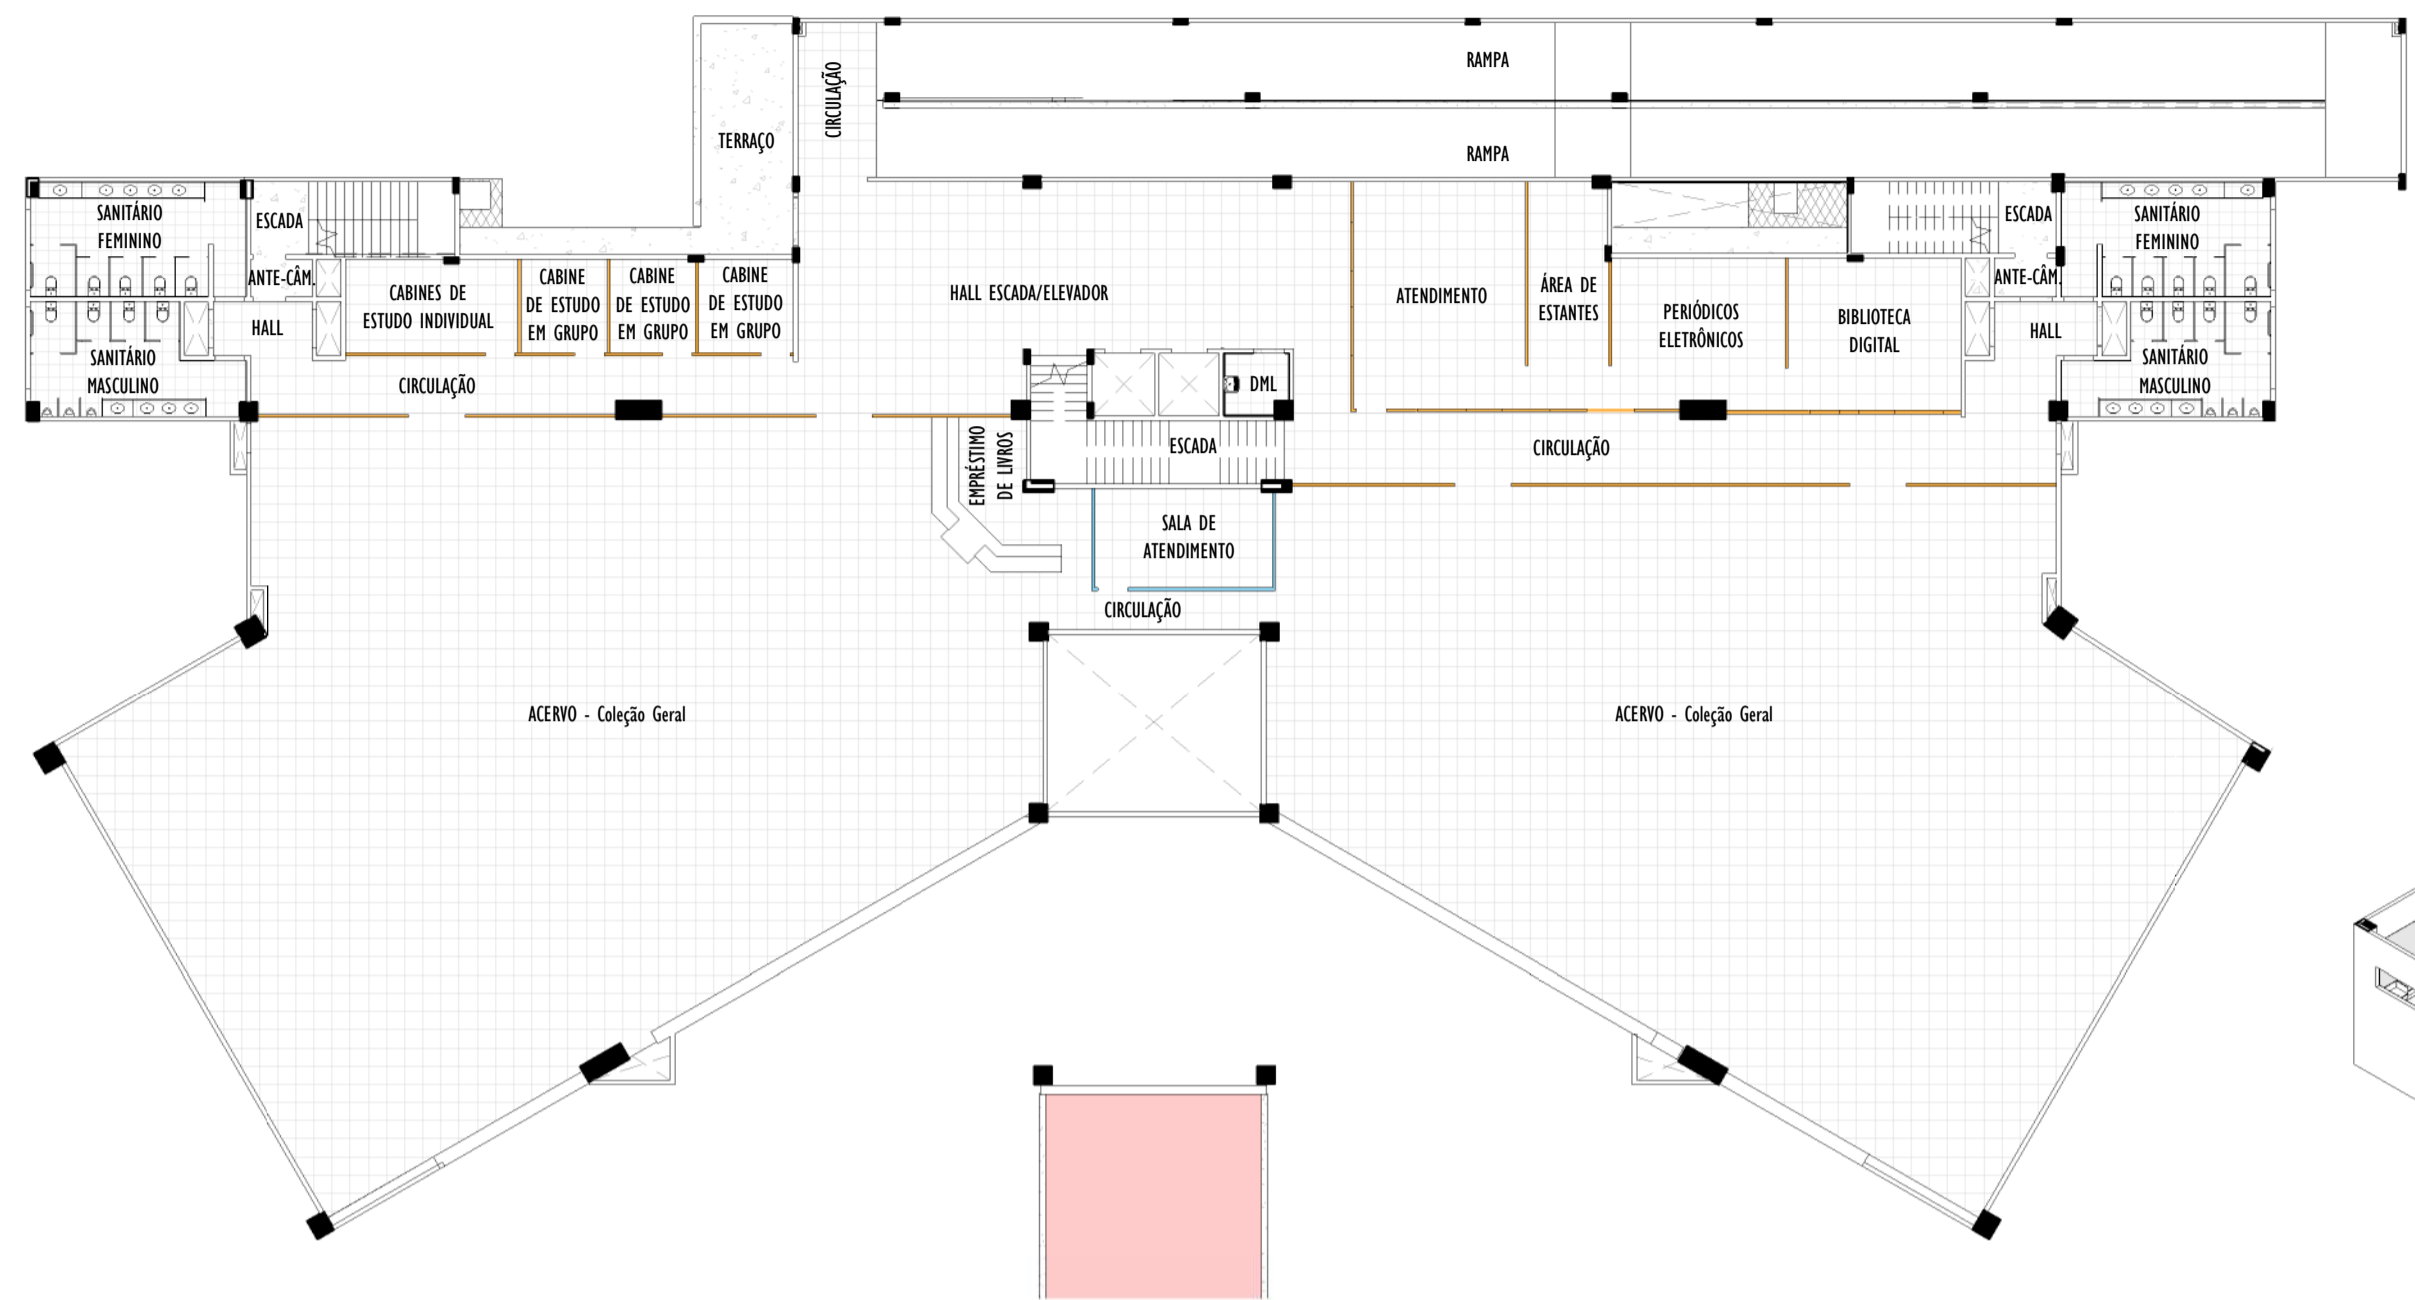 RAMPA
CIRCULAÇÃO
TERRAÇO
RAMPA
SANITÁRIO
FEMININO
ESCADA
ANTE-CÂM.
CABINES DE
ESTUDO INDIVIDUAL
CABINE
DE ESTUDO
EM GRUPO
CABINE
DE ESTUDO
EM GRUPO
CABINE
DE ESTUDO
EM GRUPO
HALL ESCADA/ELEVADOR
ATENDIMENTO
ÁREA DE
ESTANTES
PERIÓDICOS
ELETRÔNICOS
BIBLIOTECA
DIGITAL
ESCADA
ANTE-CÂM.
SANITÁRIO
FEMININO
HALL
SANITÁRIO
MASCULINO
CIRCULAÇÃO
DML
HALL
SANITÁRIO
MASCULINO
EMPRÉSTIMO
DE LIVROS
ESCADA
CIRCULAÇÃO
SALA DE
ATENDIMENTO
CIRCULAÇÃO
ACERVO - Coleção Geral
ACERVO - Coleção Geral